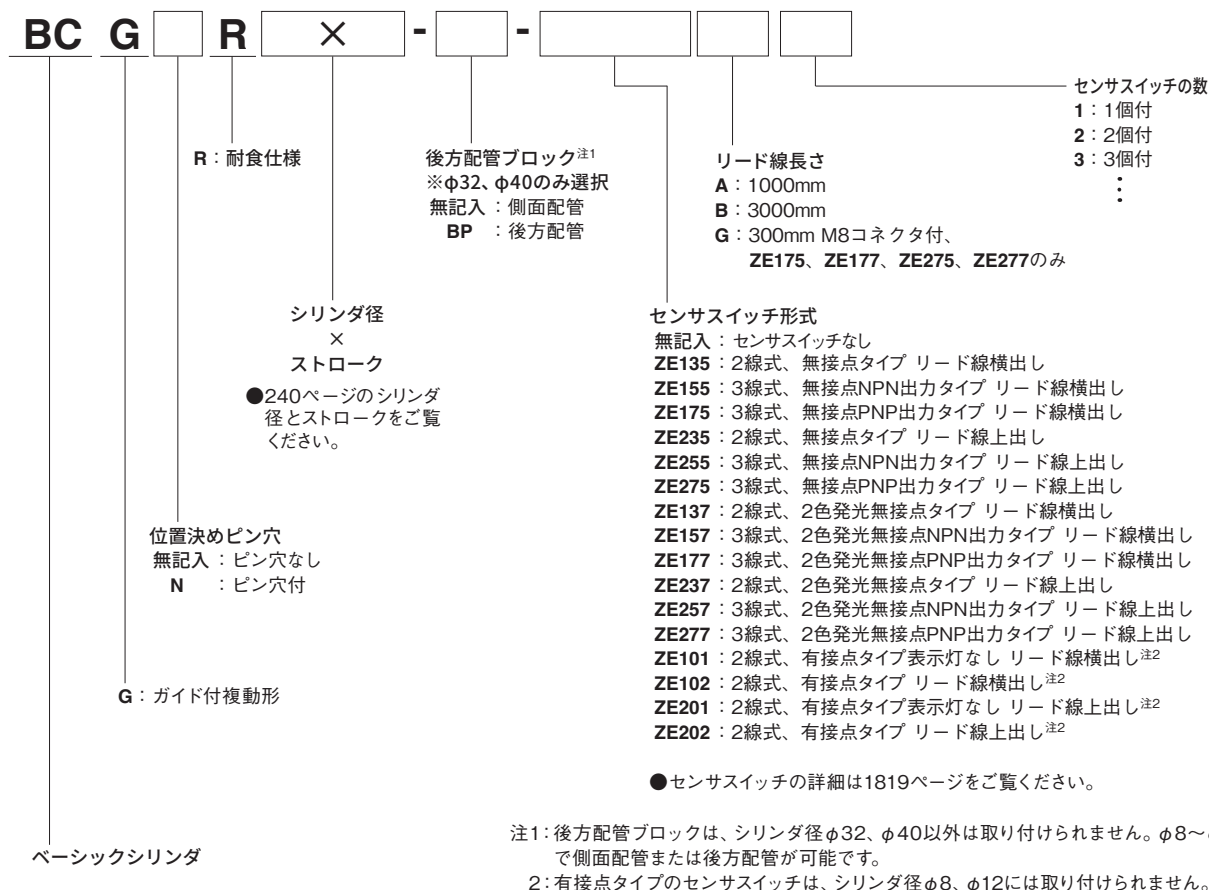 BC G R × - -
センサスイッチの数
1：1個付
2：2個付
3：3個付
⋮
R：耐食仕様
後方配管ブロック注1
※φ32、φ40のみ選択
無記入：側面配管
BP ：後方配管
リード線長さ
A：1000mm
B：3000mm
G：300mm M8コネクタ付、
ZE175、ZE177、ZE275、ZE277のみ
シリンダ径
×
ストローク
●240ページのシリンダ
径とストロークをご覧
ください。
センサスイッチ形式
無記入：センサスイッチなし
ZE135：2線式、無接点タイプ リード線横出し
ZE155：3線式、無接点NPN出力タイプ リード線横出し
ZE175：3線式、無接点PNP出力タイプ リード線横出し
ZE235：2線式、無接点タイプ リード線上出し
ZE255：3線式、無接点NPN出力タイプ リード線上出し
ZE275：3線式、無接点PNP出力タイプ リード線上出し
ZE137：2線式、2色発光無接点タイプ リード線横出し
ZE157：3線式、2色発光無接点NPN出力タイプ リード線横出し
ZE177：3線式、2色発光無接点PNP出力タイプ リード線横出し
ZE237：2線式、2色発光無接点タイプ リード線上出し
ZE257：3線式、2色発光無接点NPN出力タイプ リード線上出し
ZE277：3線式、2色発光無接点PNP出力タイプ リード線上出し
ZE101：2線式、有接点タイプ表示灯なし リード線横出し注2
ZE102：2線式、有接点タイプ リード線横出し注2
ZE201：2線式、有接点タイプ表示灯なし リード線上出し注2
ZE202：2線式、有接点タイプ リード線上出し注2
●センサスイッチの詳細は1819ページをご覧ください。
位置決めピン穴
無記入：ピン穴なし
N ：ピン穴付
G：ガイド付複動形
ベーシックシリンダ
注1：後方配管ブロックは、シリンダ径φ32、φ40以外は取り付けられません。φ8～
で側面配管または後方配管が可能です。
2：有接点タイプのセンサスイッチは、シリンダ径φ8、φ12には取り付けられません。